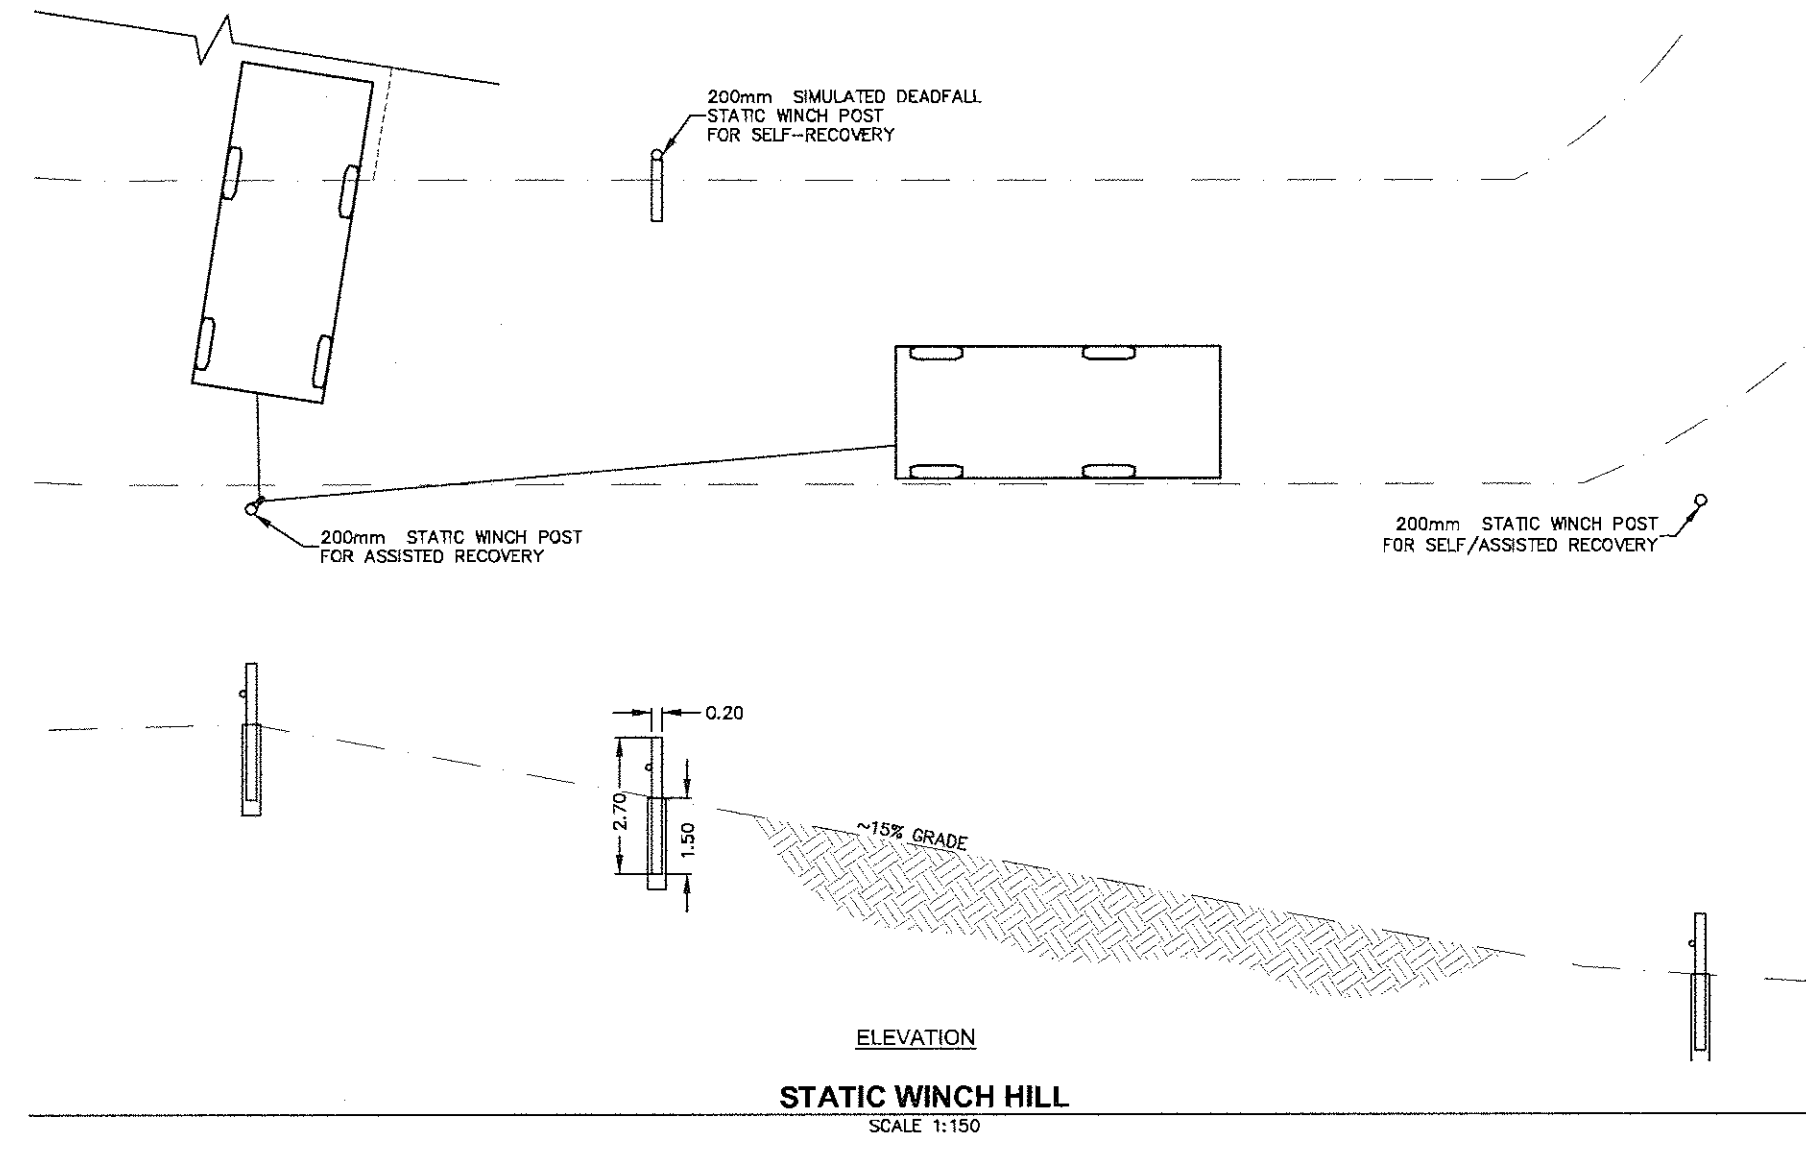 200mm SIMULATED DEADFALL
STATIC WINCH POST
FOR SELF-RECOVERY
200mm STATIC WINCH POST
FOR ASSISTED RECOVERY
200mm STATIC WINCH POST
FOR SELF/ASSISTED RECOVERY
0.20
2.70
1.50
~15% GRADE
ELEVATION
STATIC WINCH HILL
SCALE 1:150